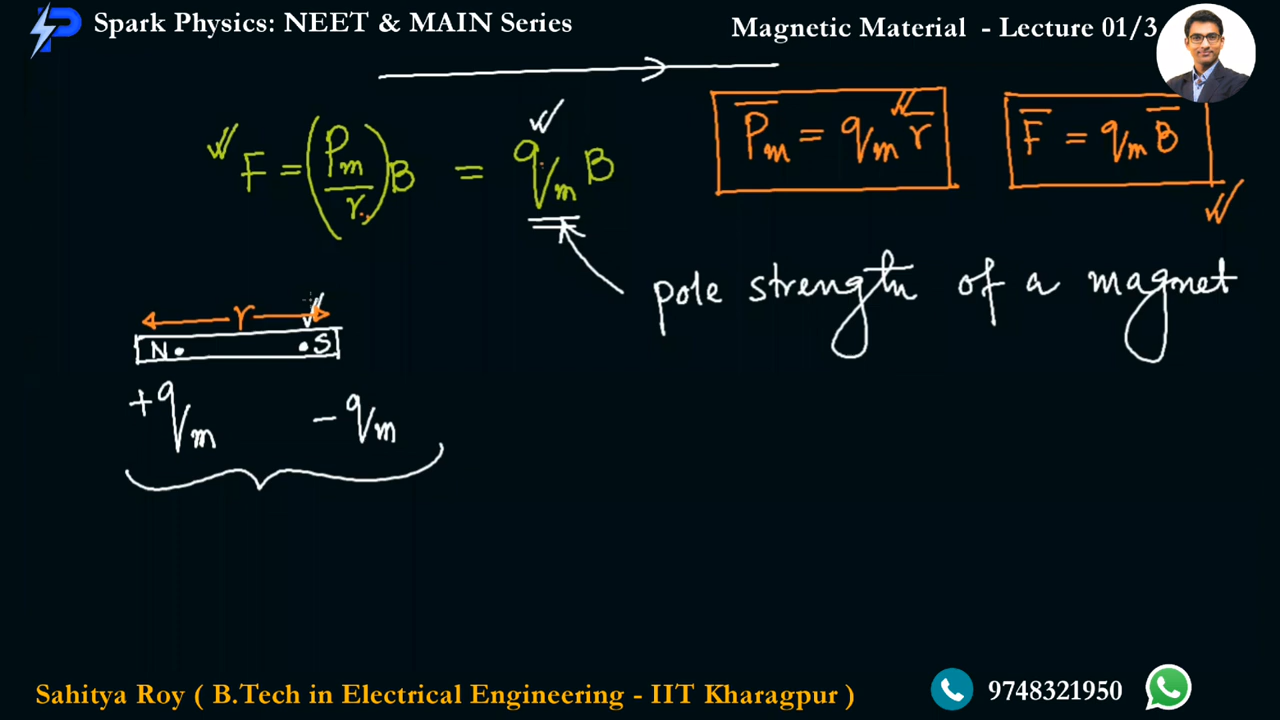 Spark Physics: NEET & MAIN Series
Magnetic Material - Lecture 01/3
F = (Pm/r) B = qm B
P̅m = qm r̅
F̅ = qm B̅
pole strength of a magnet
r
N S
+qm -qm
Sahitya Roy ( B.Tech in Electrical Engineering - IIT Kharagpur )
9748321950